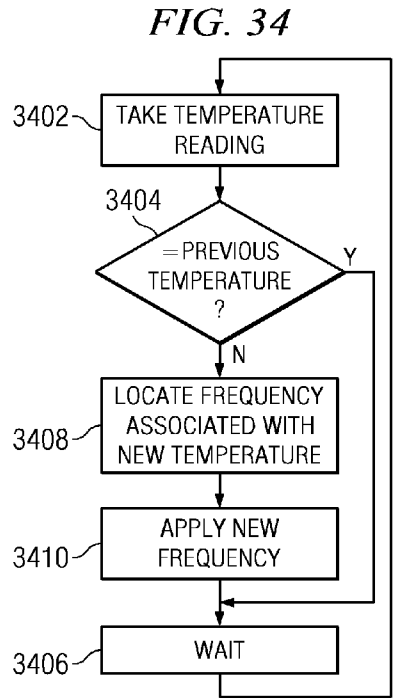 FIG. 34
3402
TAKE TEMPERATURE
READING
3404
=PREVIOUS
TEMPERATURE
?
Y
N
3408
LOCATE FREQUENCY
ASSOCIATED WITH
NEW TEMPERATURE
3410
APPLY NEW
FREQUENCY
3406
WAIT